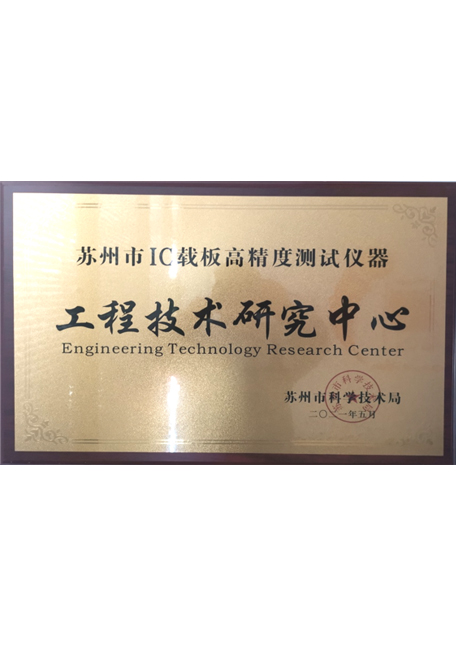 苏州市IC载板高精度测试仪器
工程技术研究中心
Engineering Technology Research Center
苏州市科学技术局
二〇二一年五月